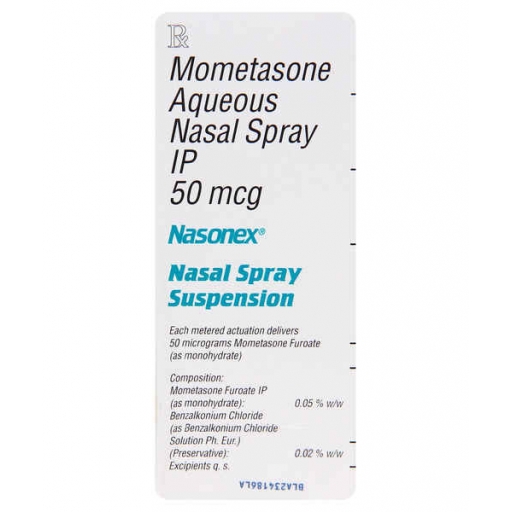 Rx
Mometasone
Aqueous
Nasal Spray
IP
50 mcg
Nasonex®
Nasal Spray
Suspension
Each metered actuation delivers
50 micrograms Mometasone Furoate
(as monohydrate)
Composition:
Mometasone Furoate IP
(as monohydrate): 0.05 % w/w
Benzalkonium Chloride
(as Benzalkonium Chloride
Solution Ph. Eur.)
(Preservative): 0.02 % w/w
Excipients q. s.
BLA234186LA